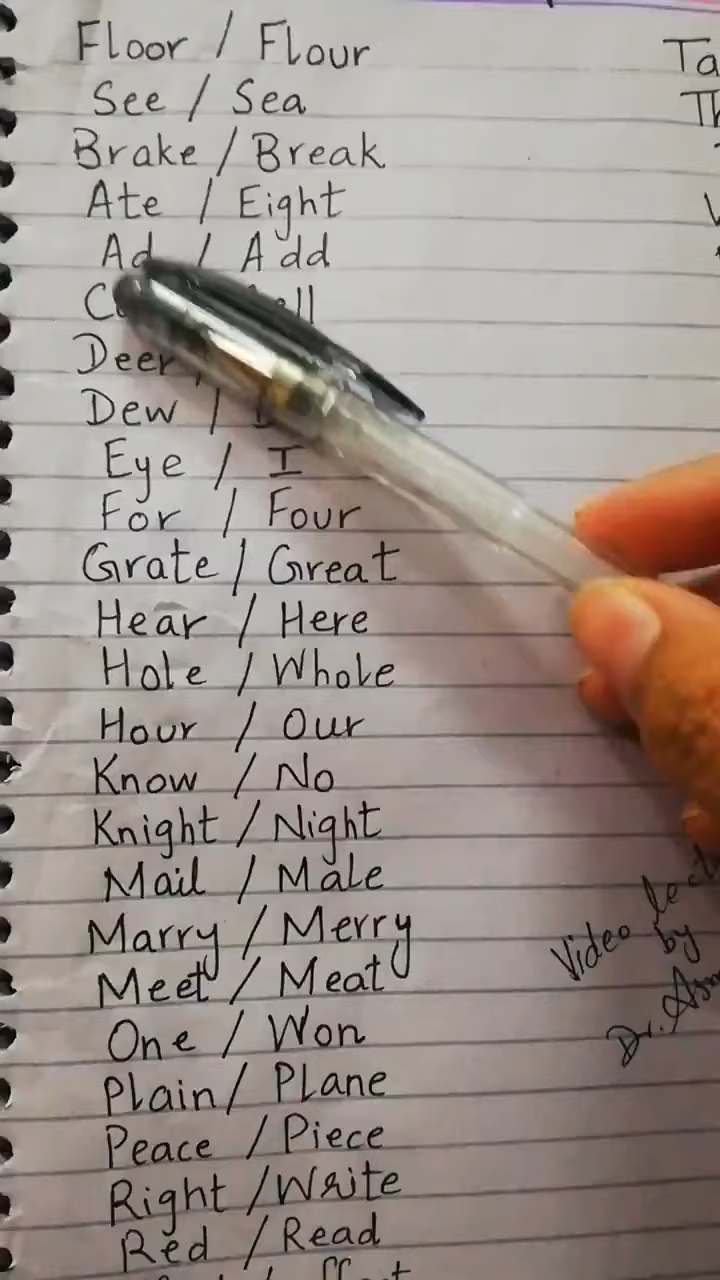 Floor / Flour
See / Sea
Brake / Break
Ate / Eight
Ad / Add
Deer
Dew /
Eye / I
For / Four
Grate / Great
Hear / Here
Hole / Whole
Hour / Our
Know / No
Knight / Night
Mail / Male
Marry / Merry
Meet / Meat
One / Won
Plain / Plane
Peace / Piece
Right / Write
Red / Read
Video
by
Dr.